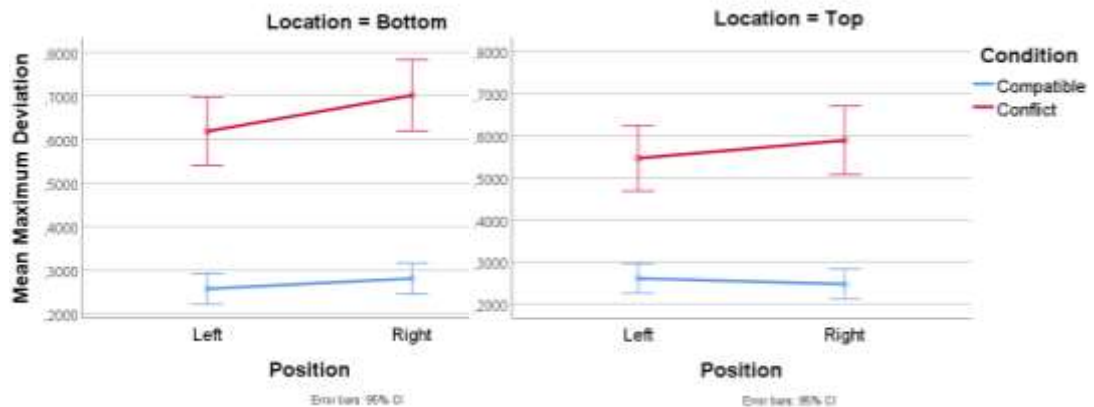 Location = Bottom
Location = Top
Mean Maximum Deviation
.8000
.7000
.6000
.5000
.4000
.3000
.2000
.8000
.7000
.6000
.5000
.4000
.3000
.2000
Condition
Compatible
Conflict
Left
Right
Left
Right
Position
Position
Error bars: 95% CI
Error bars: 95% CI